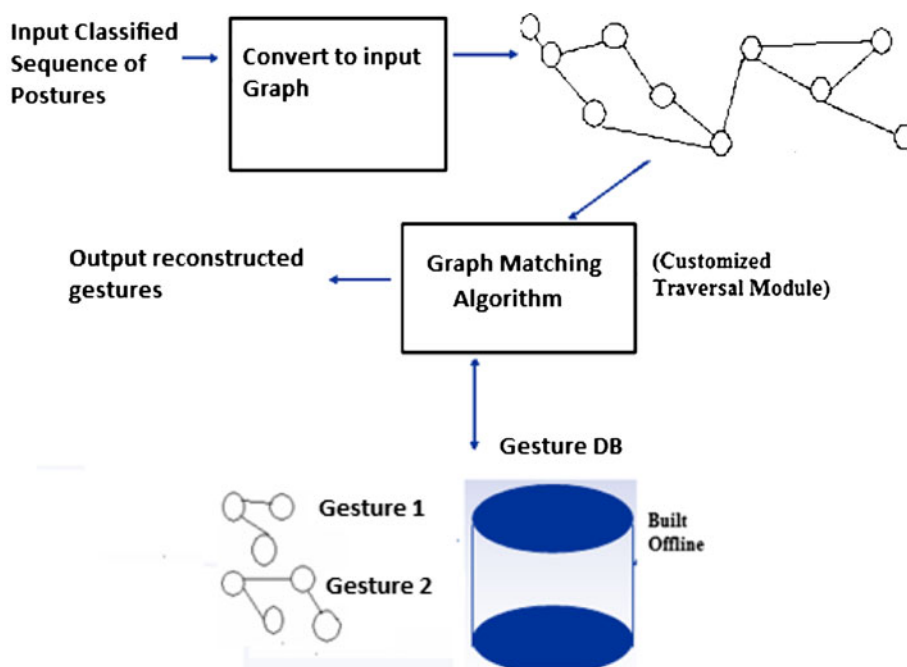 Input Classified
Sequence of
Postures
Convert to input
Graph
Output reconstructed
gestures
Graph Matching
Algorithm
(Customized
Traversal Module)
Gesture DB
Gesture 1
Gesture 2
Built
Offline